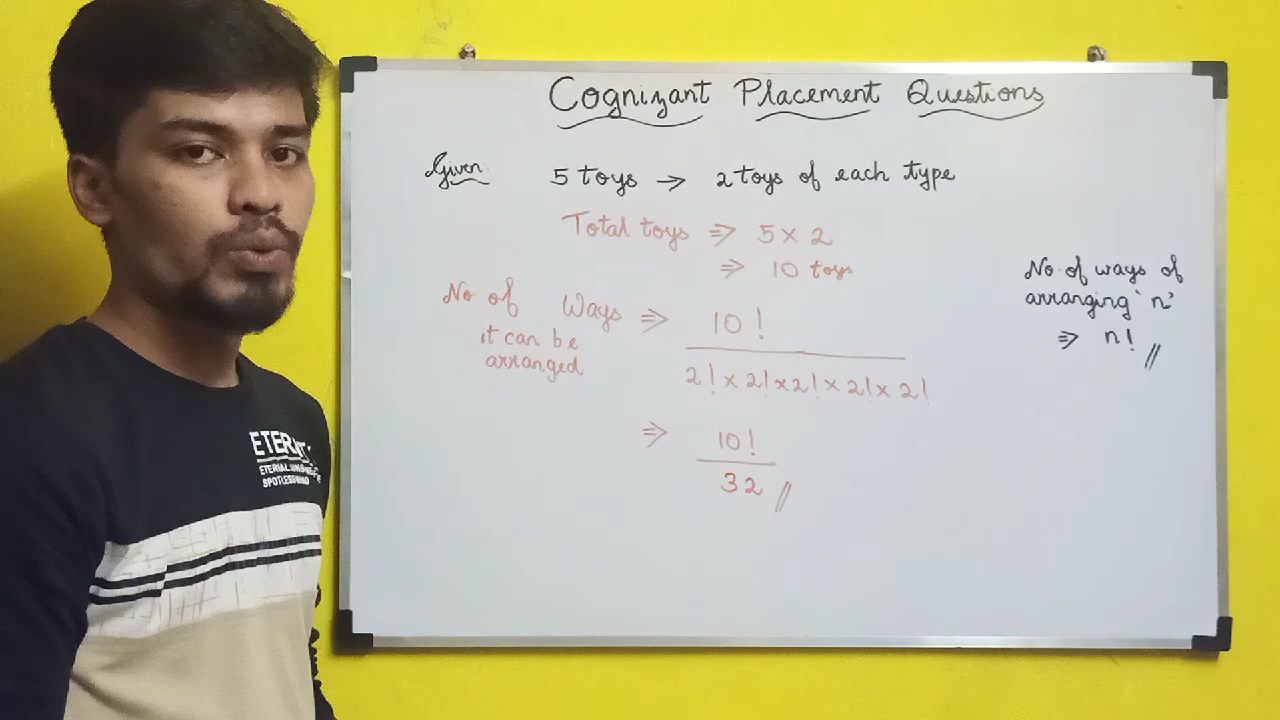 Cognizant Placement Questions
Given:
5 toys → 2 toys of each type
Total toys ⇒ 5 × 2
⇒ 10 toys
No of Ways
it can be
arranged
⇒ 10!
2! × 2! × 2! × 2! × 2!
⇒ 10!
32 //
No. of ways of
arranging 'n'
⇒ n! //